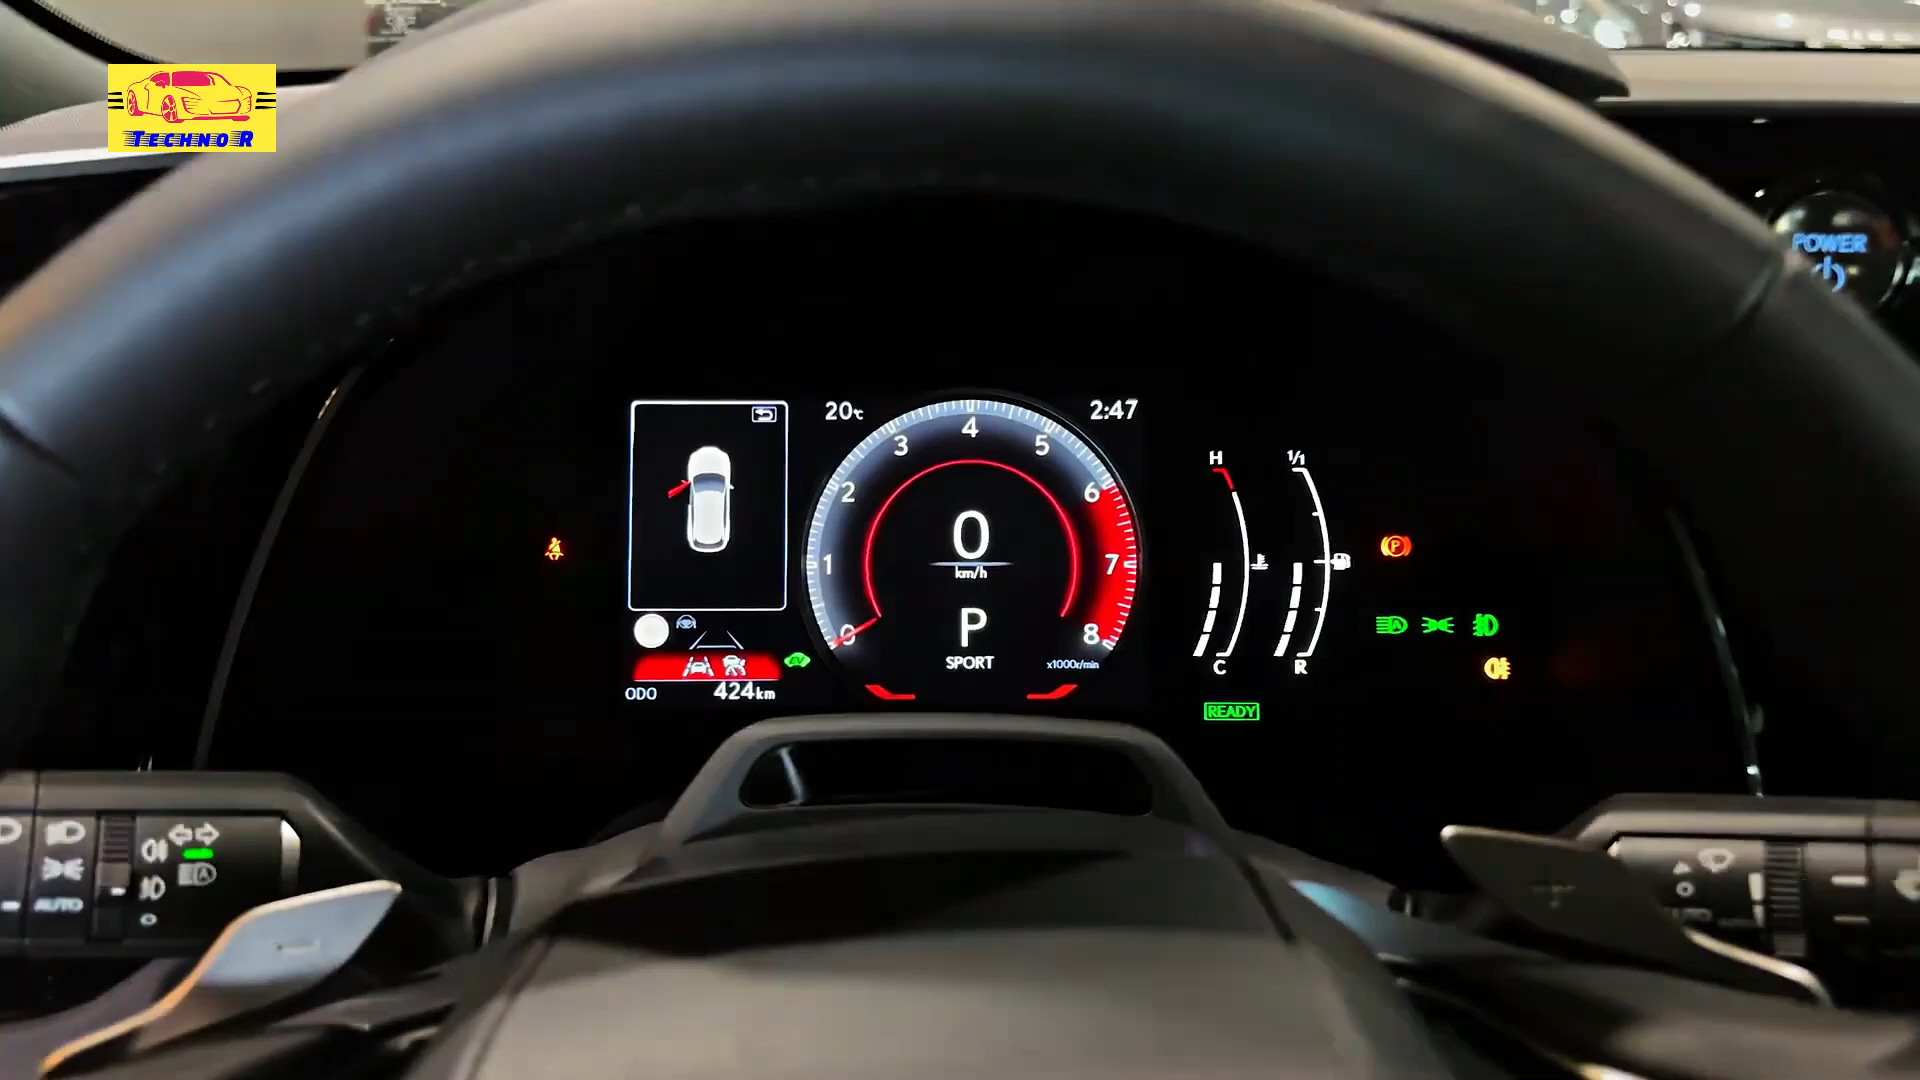 TECHNO R
POWER
20°C
2:47
0
1
2
3
4
5
6
7
8
0
km/h
P
SPORT
x1000r/min
EV
ODO 424km
H
C
1/1
R
P
A
READY
AUTO
A